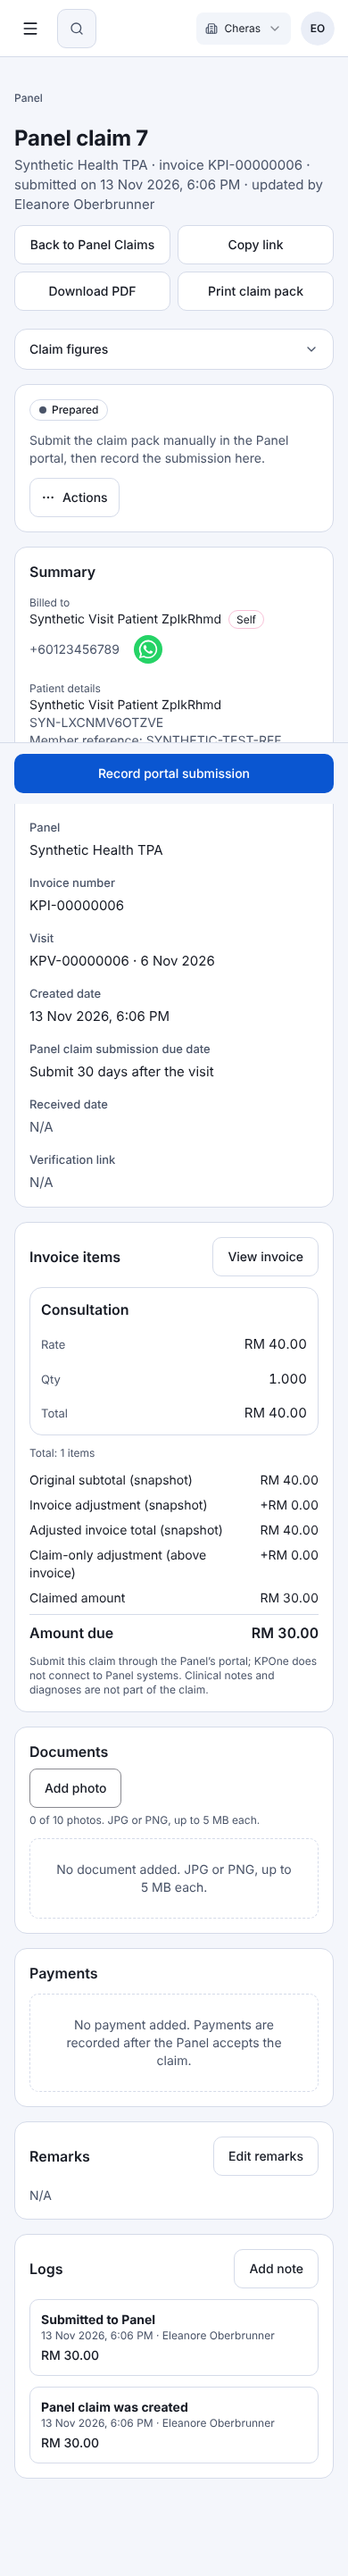 Cheras
EO
Panel
Panel claim 7
Synthetic Health TPA · invoice KPI-00000006 ·
submitted on 13 Nov 2026, 6:06 PM · updated by
Eleanore Oberbrunner
Back to Panel Claims
Copy link
Download PDF
Print claim pack
Claim figures
Prepared
Submit the claim pack manually in the Panel
portal, then record the submission here.
Actions
Summary
Billed to
Synthetic Visit Patient ZplkRhmd Self
+60123456789
Patient details
Synthetic Visit Patient ZplkRhmd
SYN-LXCNMV6OTZVE
Member reference: SYNTHETIC-TEST-REF
Record portal submission
Panel
Synthetic Health TPA
Invoice number
KPI-00000006
Visit
KPV-00000006 · 6 Nov 2026
Created date
13 Nov 2026, 6:06 PM
Panel claim submission due date
Submit 30 days after the visit
Received date
N/A
Verification link
N/A
Invoice items
View invoice
Consultation
Rate RM 40.00
Qty 1.000
Total RM 40.00
Total: 1 items
Original subtotal (snapshot) RM 40.00
Invoice adjustment (snapshot) +RM 0.00
Adjusted invoice total (snapshot) RM 40.00
Claim-only adjustment (above +RM 0.00
invoice)
Claimed amount RM 30.00
Amount due RM 30.00
Submit this claim through the Panel's portal; KPOne does
not connect to Panel systems. Clinical notes and
diagnoses are not part of the claim.
Documents
Add photo
0 of 10 photos. JPG or PNG, up to 5 MB each.
No document added. JPG or PNG, up to
5 MB each.
Payments
No payment added. Payments are
recorded after the Panel accepts the
claim.
Remarks
Edit remarks
N/A
Logs
Add note
Submitted to Panel
13 Nov 2026, 6:06 PM · Eleanore Oberbrunner
RM 30.00
Panel claim was created
13 Nov 2026, 6:06 PM · Eleanore Oberbrunner
RM 30.00